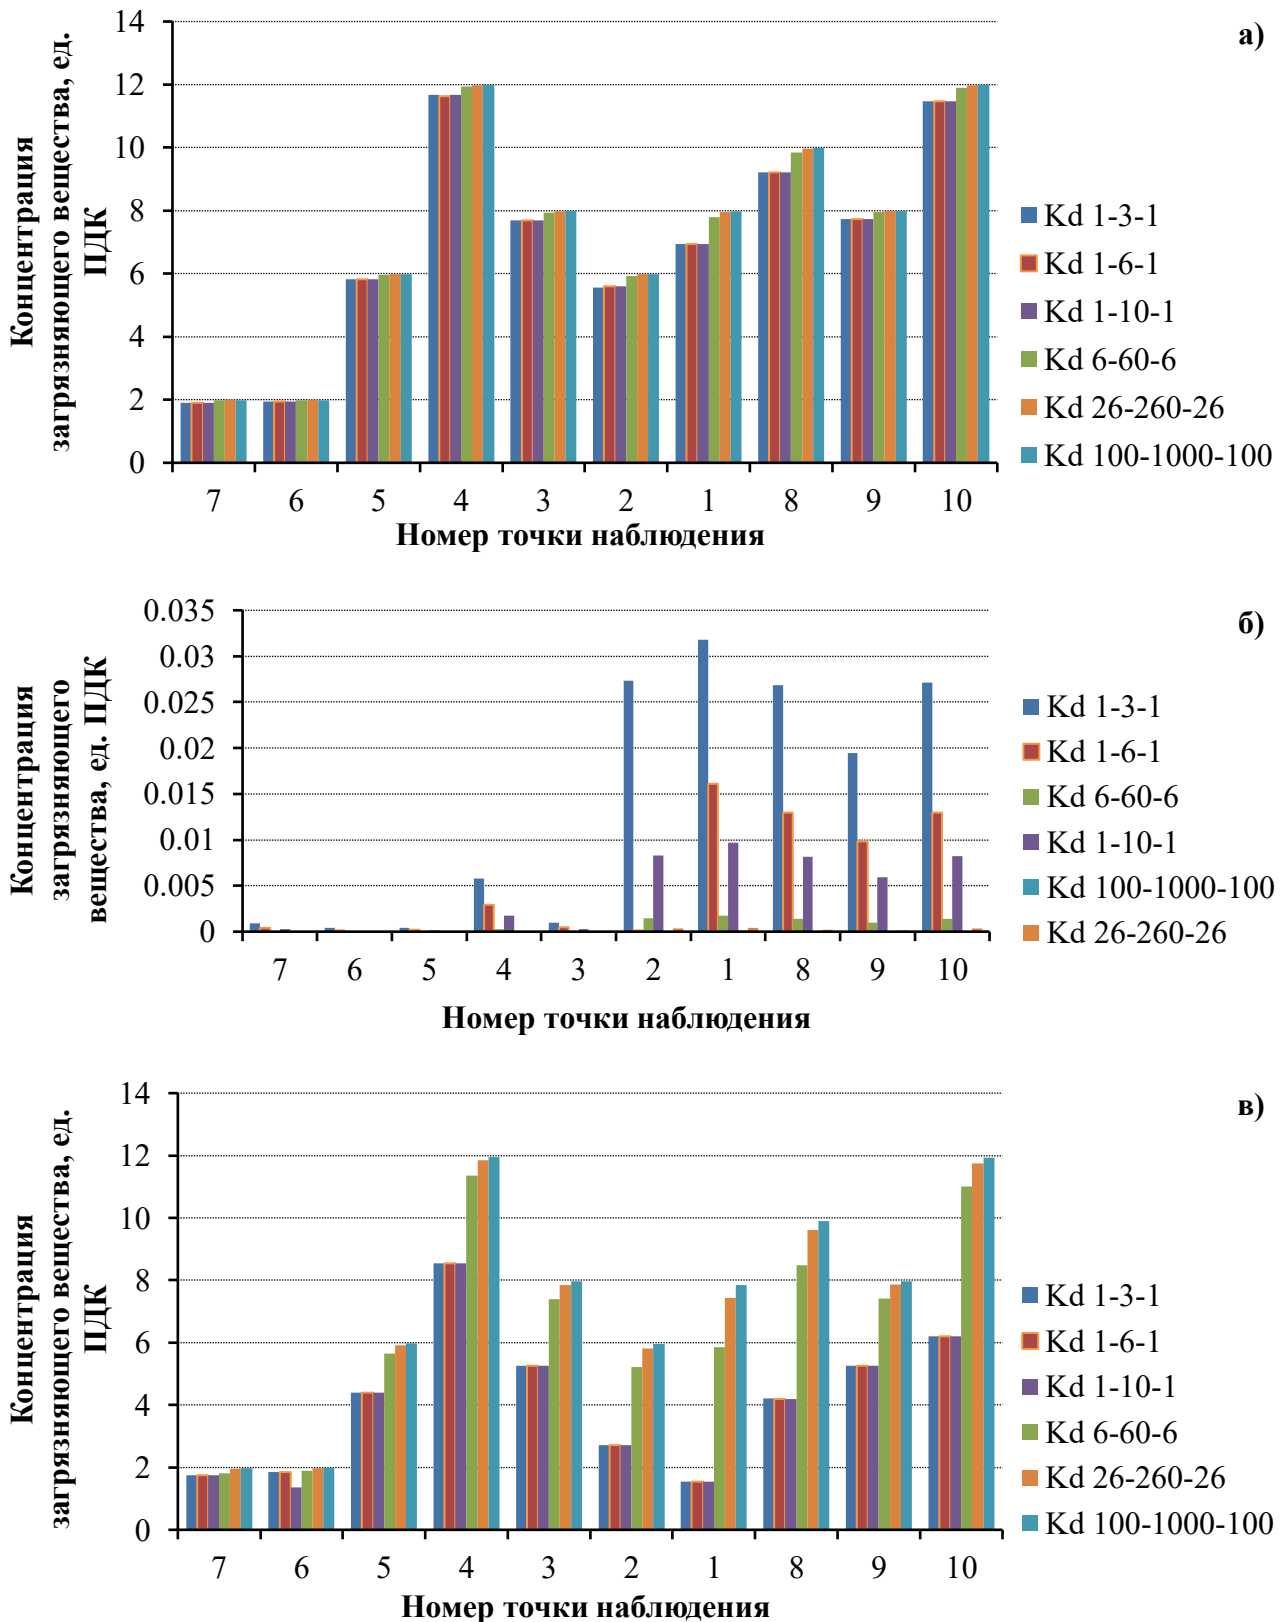 а)
Концентрация
загрязняющего вещества, ед.
ПДК
14
12
10
8
6
4
2
0
7 6 5 4 3 2 1 8 9 10
Номер точки наблюдения
Kd 1-3-1
Kd 1-6-1
Kd 1-10-1
Kd 6-60-6
Kd 26-260-26
Kd 100-1000-100
б)
Концентрация
загрязняющего
вещества, ед. ПДК
0.035
0.03
0.025
0.02
0.015
0.01
0.005
0
7 6 5 4 3 2 1 8 9 10
Номер точки наблюдения
Kd 1-3-1
Kd 1-6-1
Kd 6-60-6
Kd 1-10-1
Kd 100-1000-100
Kd 26-260-26
в)
Концентрация
загрязняющего вещества, ед.
ПДК
14
12
10
8
6
4
2
0
7 6 5 4 3 2 1 8 9 10
Номер точки наблюдения
Kd 1-3-1
Kd 1-6-1
Kd 1-10-1
Kd 6-60-6
Kd 26-260-26
Kd 100-1000-100